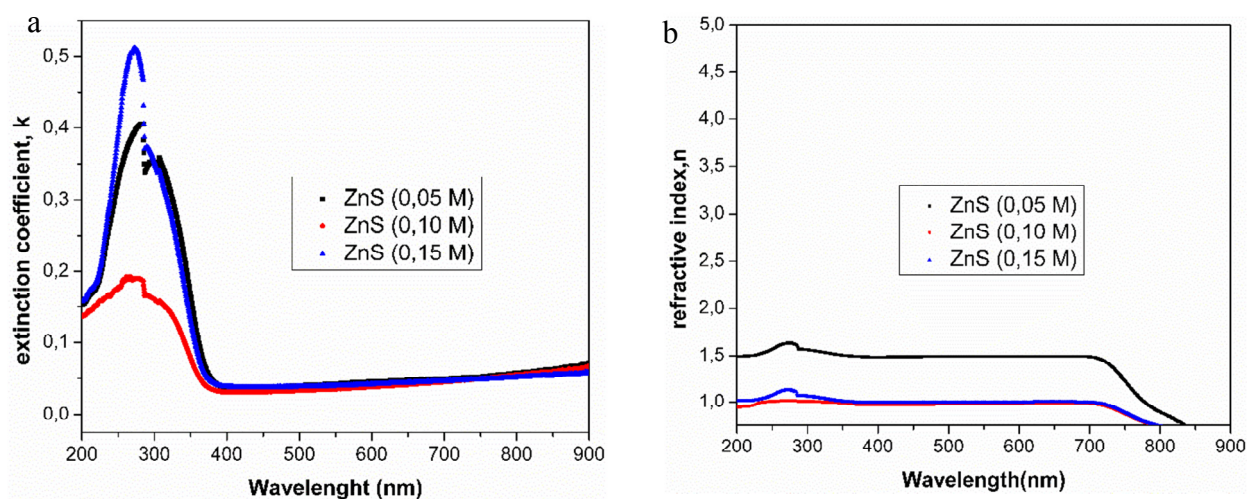 a
extinction coefficient, k
0,5
0,4
0,3
0,2
0,1
0,0
ZnS (0,05 M)
ZnS (0,10 M)
ZnS (0,15 M)
200 300 400 500 600 700 800 900
Wavelenght (nm)
b
refractive index,n
5,0
4,5
4,0
3,5
3,0
2,5
2,0
1,5
1,0
ZnS (0,05 M)
ZnS (0,10 M)
ZnS (0,15 M)
200 300 400 500 600 700 800 900
Wavelength(nm)